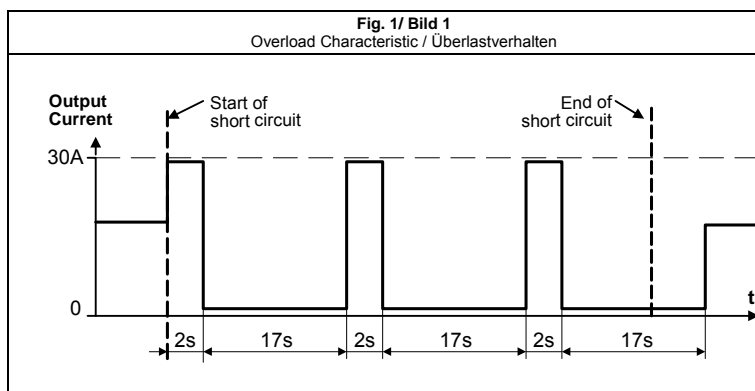 Fig. 1/ Bild 1
Overload Characteristic / Überlastverhalten
Output
Current
Start of
short circuit
End of
short circuit
30A
0
t
2s 17s 2s 17s 2s 17s